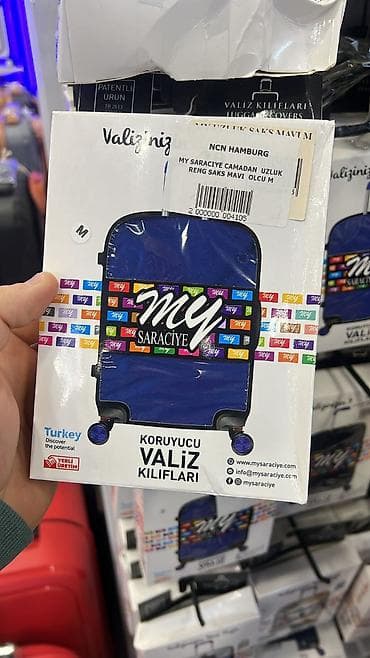 PATENTLİ
ÜRÜN
VALİZ KILIFLARI
LUGGAGE COVERS
Valiziniz
SAKS MAVİ M
NCN HAMBURG
MY SARACIYE CAMADAN UZLUK
RENG SAKS MAVI OLCU M
2 000000 004105
M
my
SARACİYE
Turkey
Discover
the potential
YERLİ
ÜRETİM
KORUYUCU
VALİZ
KILIFLARI
www.mysaraciye.com
info@mysaraciye.com
mysaraciye